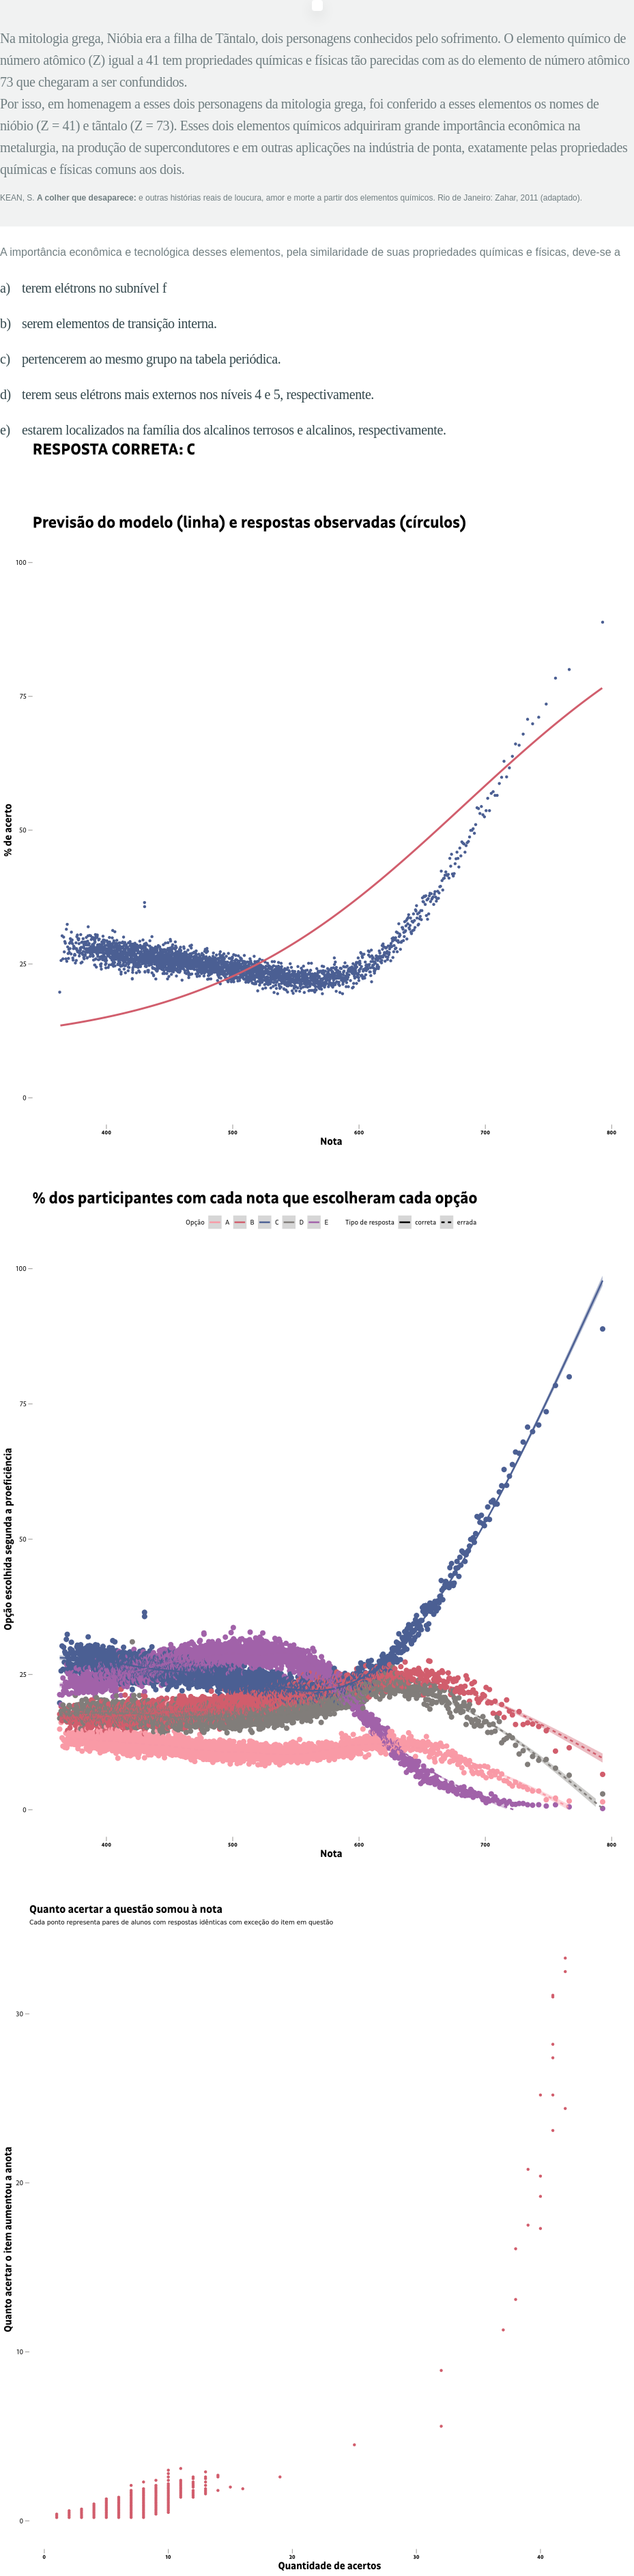 Na mitologia grega, Nióbia era a filha de Tãntalo, dois personagens conhecidos pelo sofrimento. O elemento químico de
número atômico (Z) igual a 41 tem propriedades químicas e físicas tão parecidas com as do elemento de número atômico
73 que chegaram a ser confundidos.
Por isso, em homenagem a esses dois personagens da mitologia grega, foi conferido a esses elementos os nomes de
nióbio (Z = 41) e tãntalo (Z = 73). Esses dois elementos químicos adquiriram grande importância econômica na
metalurgia, na produção de supercondutores e em outras aplicações na indústria de ponta, exatamente pelas propriedades
químicas e físicas comuns aos dois.
KEAN, S. A colher que desaparece: e outras histórias reais de loucura, amor e morte a partir dos elementos químicos. Rio de Janeiro: Zahar, 2011 (adaptado).
A importância econômica e tecnológica desses elementos, pela similaridade de suas propriedades químicas e físicas, deve-se a
a) terem elétrons no subnível f
b) serem elementos de transição interna.
c) pertencerem ao mesmo grupo na tabela periódica.
d) terem seus elétrons mais externos nos níveis 4 e 5, respectivamente.
e) estarem localizados na família dos alcalinos terrosos e alcalinos, respectivamente.
RESPOSTA CORRETA: C
Previsão do modelo (linha) e respostas observadas (círculos)
100
75
50
25
0
% de acerto
400 500 600 700 800
Nota
% dos participantes com cada nota que escolheram cada opção
Opção A B C D E Tipo de resposta correta errada
100
75
50
25
0
Opção escolhida segunda a proeficiência
400 500 600 700 800
Nota
Quanto acertar a questão somou à nota
Cada ponto representa pares de alunos com respostas idênticas com exceção do item em questão
30
20
10
0
Quanto acertar o item aumentou a anota
0 10 20 30 40
Quantidade de acertos